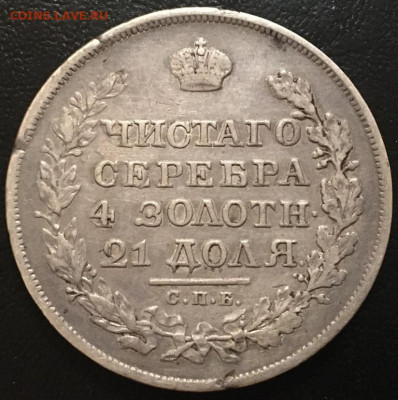 COINS.LAVE.RU
ЧИСТАГО
СЕРЕБРА
4 ЗОЛОТН.
21 ДОЛЯ.
С.П.Б.